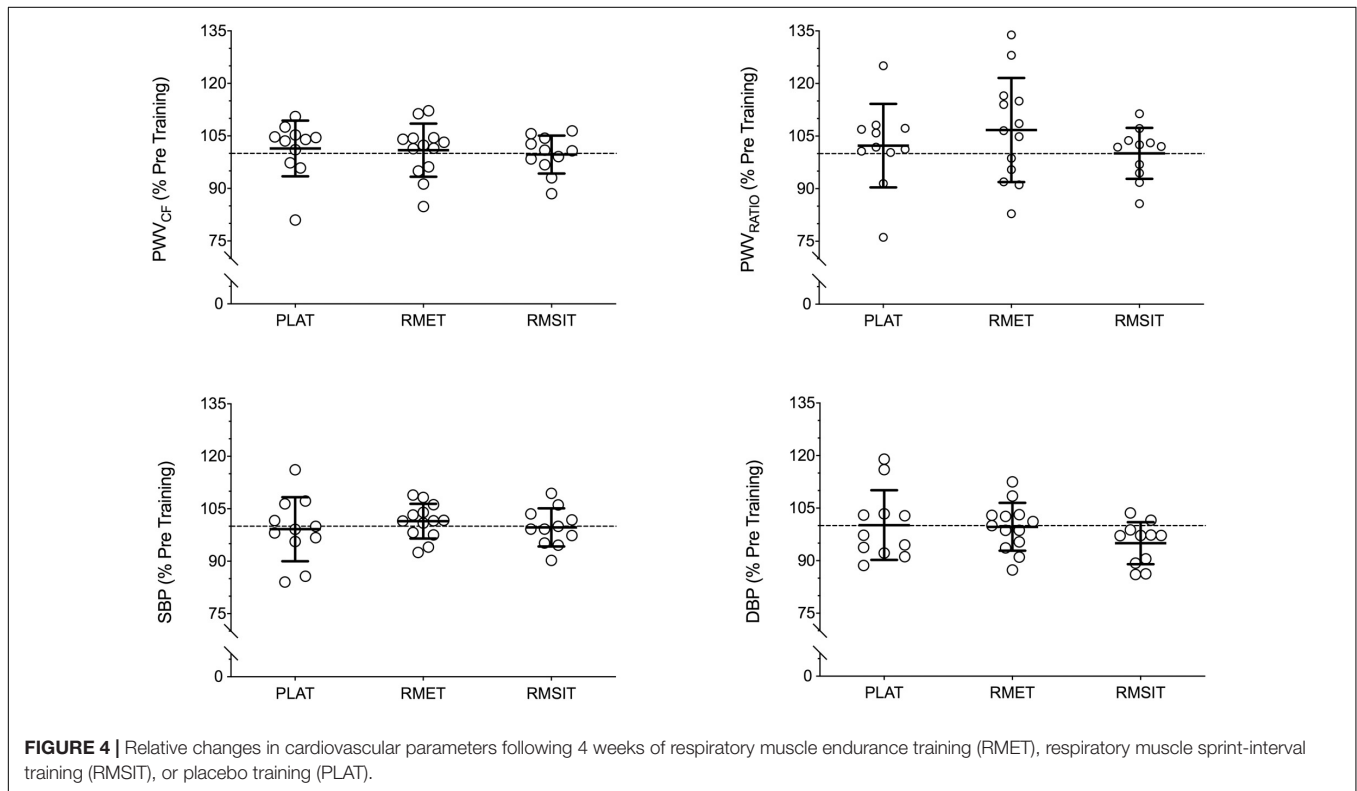 135
120
105
90
75
0
PWVCF (% Pre Training)
PLAT RMET RMSIT
135
120
105
90
75
0
PWVRATIO (% Pre Training)
PLAT RMET RMSIT
135
120
105
90
75
0
SBP (% Pre Training)
PLAT RMET RMSIT
135
120
105
90
75
0
DBP (% Pre Training)
PLAT RMET RMSIT
FIGURE 4 | Relative changes in cardiovascular parameters following 4 weeks of respiratory muscle endurance training (RMET), respiratory muscle sprint-interval
training (RMSIT), or placebo training (PLAT).